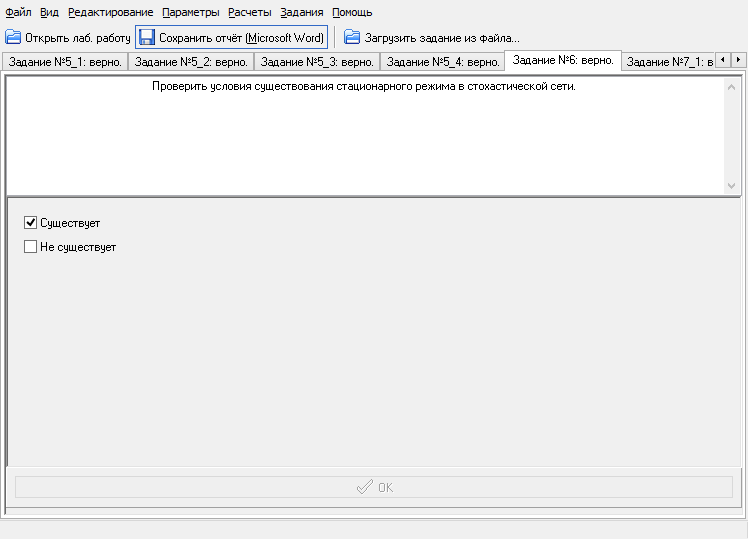 Файл Вид Редактирование Параметры Расчеты Задания Помощь
Открыть лаб. работу Сохранить отчёт (Microsoft Word) Загрузить задание из файла...
Задание №5_1: верно. Задание №5_2: верно. Задание №5_3: верно. Задание №5_4: верно. Задание №6: верно. Задание №7_1: в
Проверить условия существования стационарного режима в стохастической сети.
Существует
Не существует
OK